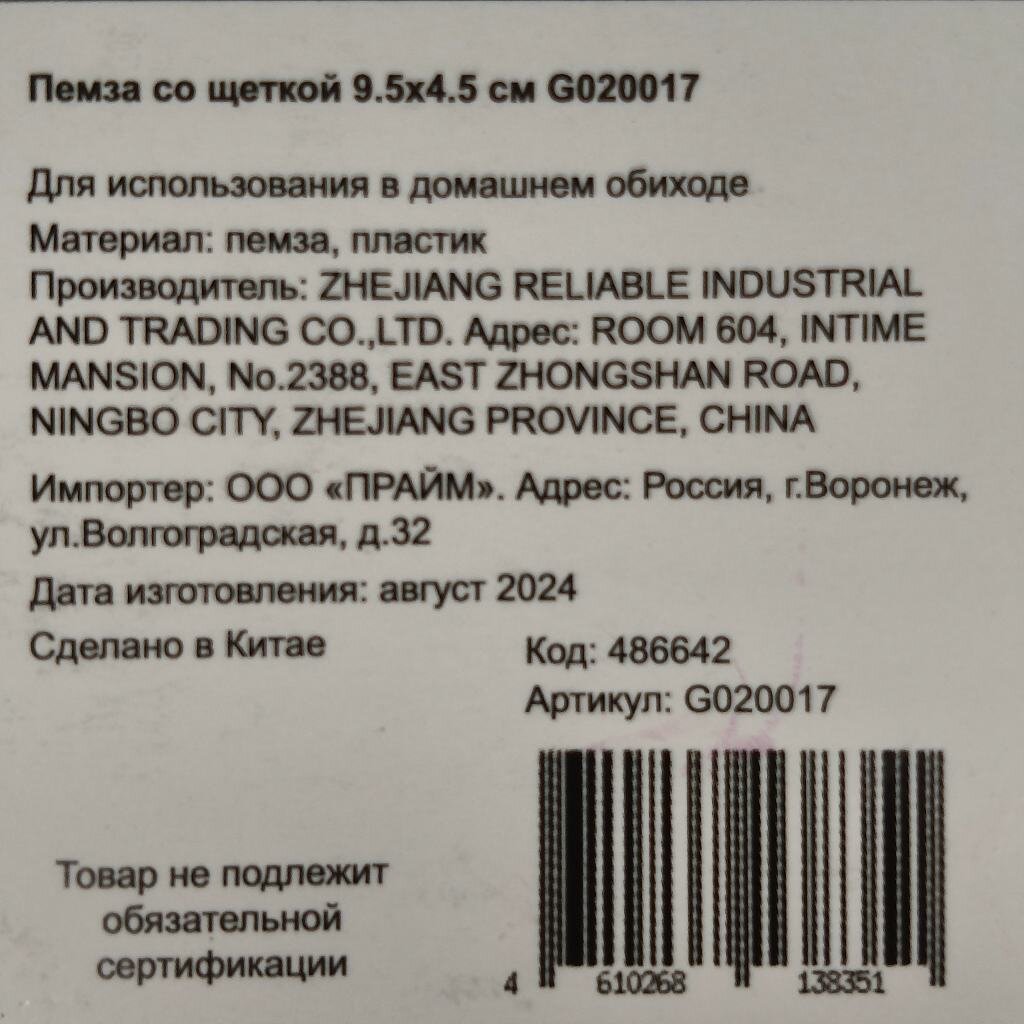 Пемза со щеткой 9.5х4.5 см G020017
Для использования в домашнем обиходе
Материал: пемза, пластик
Производитель: ZHEJIANG RELIABLE INDUSTRIAL
AND TRADING CO.,LTD. Адрес: ROOM 604, INTIME
MANSION, No.2388, EAST ZHONGSHAN ROAD,
NINGBO CITY, ZHEJIANG PROVINCE, CHINA
Импортер: ООО «ПРАЙМ». Адрес: Россия, г.Воронеж,
ул.Волгоградская, д.32
Дата изготовления: август 2024
Сделано в Китае
Код: 486642
Артикул: G020017
Товар не подлежит
обязательной
сертификации
4 610268 138351